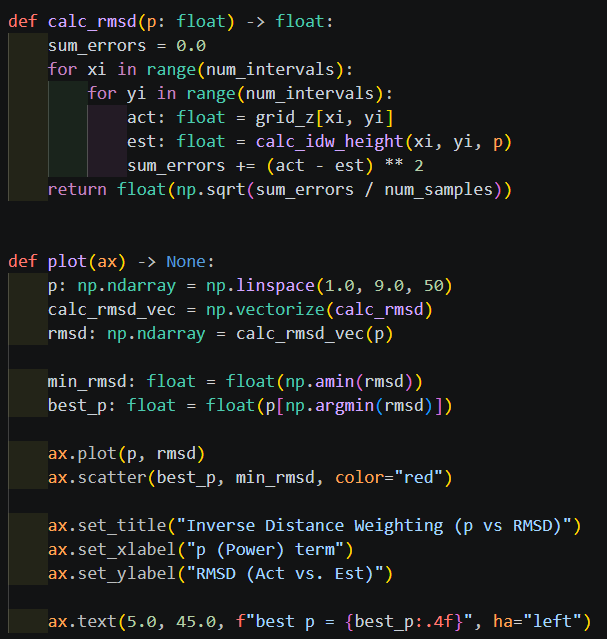 def calc_rmsd(p: float) -> float:
    sum_errors = 0.0
    for xi in range(num_intervals):
        for yi in range(num_intervals):
            act: float = grid_z[xi, yi]
            est: float = calc_idw_height(xi, yi, p)
            sum_errors += (act - est) ** 2
    return float(np.sqrt(sum_errors / num_samples))


def plot(ax) -> None:
    p: np.ndarray = np.linspace(1.0, 9.0, 50)
    calc_rmsd_vec = np.vectorize(calc_rmsd)
    rmsd: np.ndarray = calc_rmsd_vec(p)

    min_rmsd: float = float(np.amin(rmsd))
    best_p: float = float(p[np.argmin(rmsd)])

    ax.plot(p, rmsd)
    ax.scatter(best_p, min_rmsd, color="red")

    ax.set_title("Inverse Distance Weighting (p vs RMSD)")
    ax.set_xlabel("p (Power) term")
    ax.set_ylabel("RMSD (Act vs. Est)")

    ax.text(5.0, 45.0, f"best p = {best_p:.4f}", ha="left")